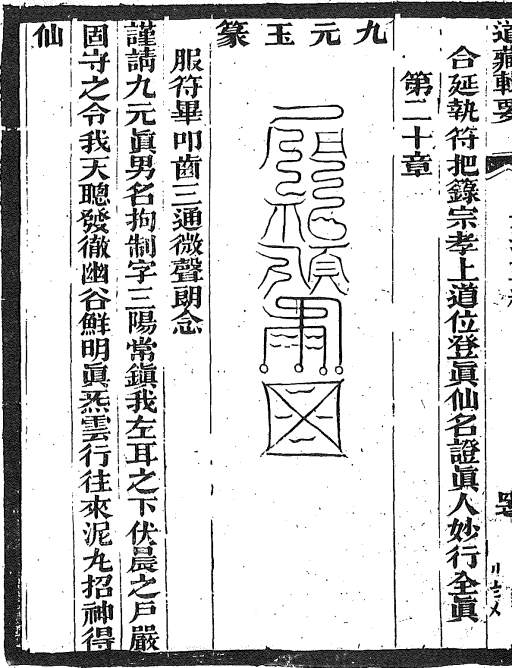 道藏輯要
合延執符把籙宗孝上道位登眞仙名證眞人妙行全眞
第二十章
九元玉篆
服符畢叩齒三通微聲朗念
謹請九元眞男名拘制字三陽常鎭我左耳之下伏晨之戶嚴
固守之令我天聰發徹幽谷鮮明眞炁雲行往來泥丸招神得
仙